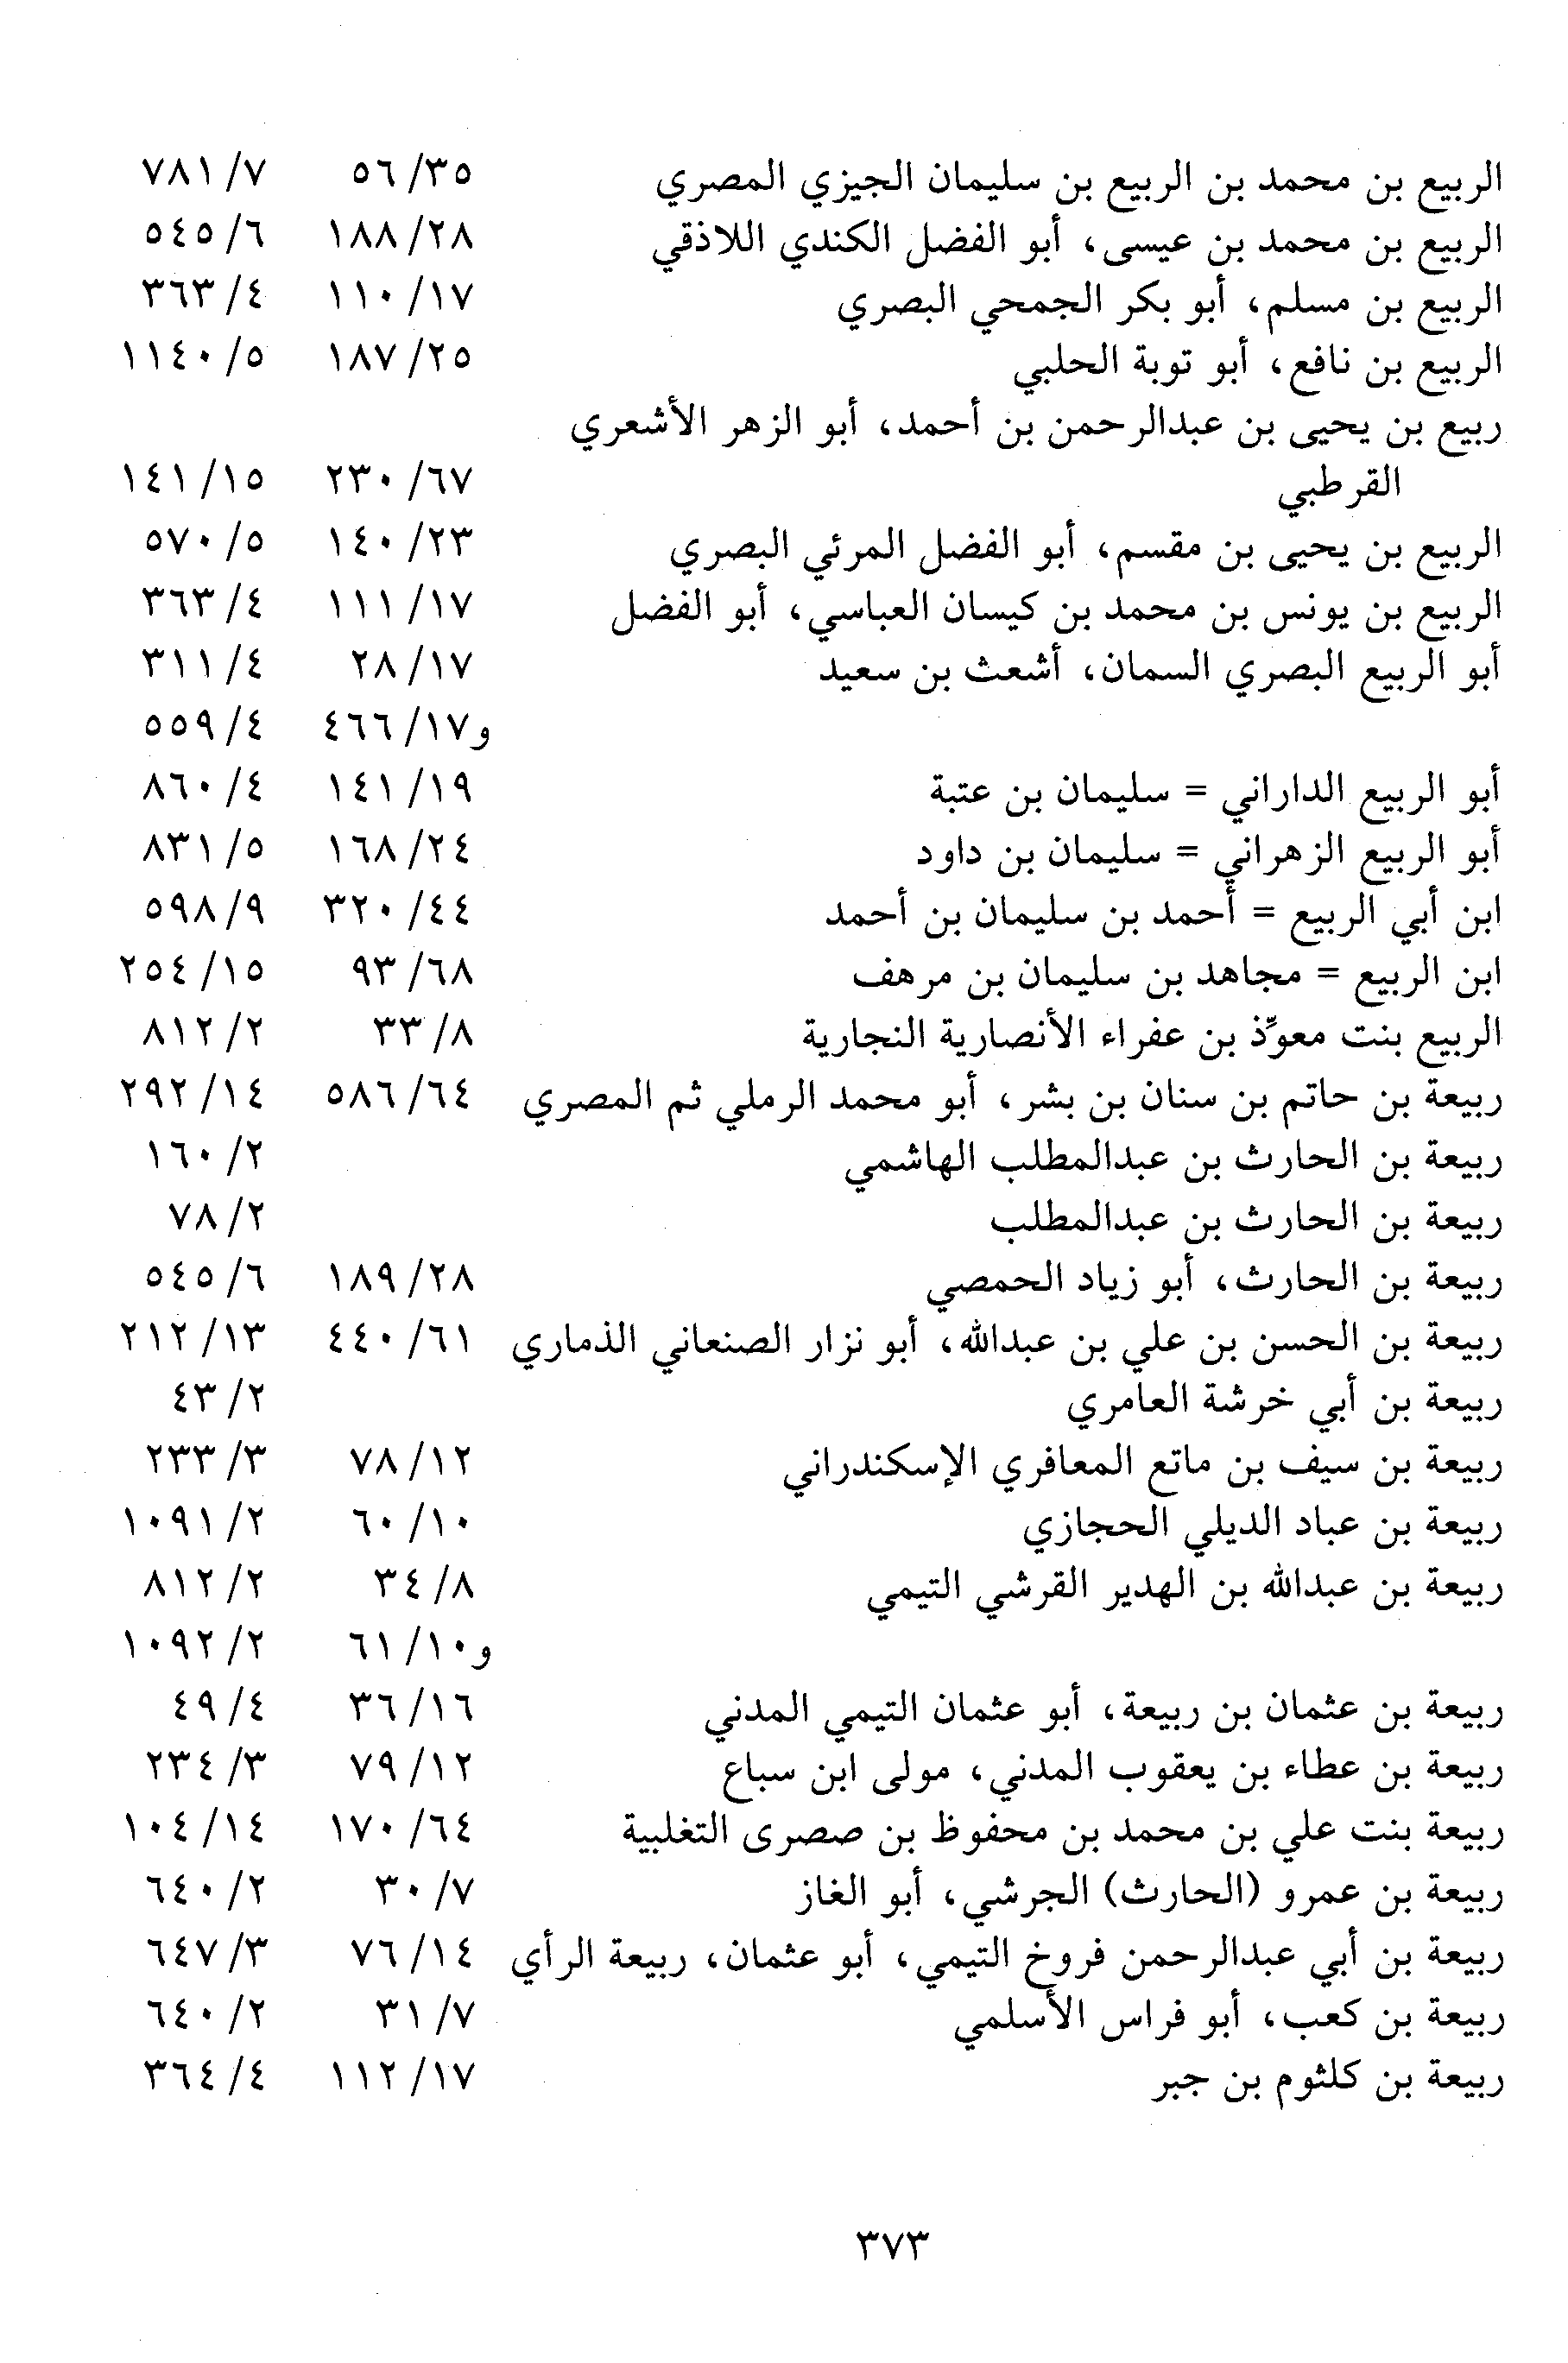 الربيع بن محمد بن الربيع بن سليمان الجيزي المصري ٣٥/ ٥٦ ٧/ ٧٨١
الربيع بن محمد بن عيسى، أبو الفضل الكندي اللاذقي ٢٨/ ١٨٨ ٦/ ٥٤٥
الربيع بن مسلم، أبو بكر الجمحي البصري ١٧/ ١١٠ ٤/ ٣٦٣
الربيع بن نافع، أبو توبة الحلبي ٢٥/ ١٨٧ ٥/ ١١٤٠
ربيع بن يحيى بن عبدالرحمن بن أحمد، أبو الزهر الأشعري
القرطبي ٦٧/ ٢٣٠ ١٥/ ١٤١
الربيع بن يحيى بن مقسم، أبو الفضل المرئي البصري ٢٣/ ١٤٠ ٥/ ٥٧٠
الربيع بن يونس بن محمد بن كيسان العباسي، أبو الفضل ١٧/ ١١١ ٤/ ٣٦٣
أبو الربيع البصري السمان، أشعث بن سعيد ١٧/ ٢٨ ٤/ ٣١١
و١٧/ ٤٦٦ ٤/ ٥٥٩
أبو الربيع الداراني = سليمان بن عتبة ١٩/ ١٤١ ٤/ ٨٦٠
أبو الربيع الزهراني = سليمان بن داود ٢٤/ ١٦٨ ٥/ ٨٣١
ابن أبي الربيع = أحمد بن سليمان بن أحمد ٤٤/ ٣٢٠ ٩/ ٥٩٨
ابن الربيع = مجاهد بن سليمان بن مرهف ٦٨/ ٩٣ ١٥/ ٢٥٤
الربيع بنت معوِّذ بن عفراء الأنصارية النجارية ٨/ ٣٣ ٢/ ٨١٢
ربيعة بن حاتم بن سنان بن بشر، أبو محمد الرملي ثم المصري ٦٤/ ٥٨٦ ١٤/ ٢٩٢
ربيعة بن الحارث بن عبدالمطلب الهاشمي ٢/ ١٦٠
ربيعة بن الحارث بن عبدالمطلب ٢/ ٧٨
ربيعة بن الحارث، أبو زياد الحمصي ٢٨/ ١٨٩ ٦/ ٥٤٥
ربيعة بن الحسن بن علي بن عبدالله، أبو نزار الصنعاني الذماري ٦١/ ٤٤٠ ١٣/ ٢١٢
ربيعة بن أبي خرشة العامري ٢/ ٤٣
ربيعة بن سيف بن ماتع المعافري الإسكندراني ١٢/ ٧٨ ٣/ ٢٣٣
ربيعة بن عباد الديلي الحجازي ١٠/ ٦٠ ٢/ ١٠٩١
ربيعة بن عبدالله بن الهدير القرشي التيمي ٨/ ٣٤ ٢/ ٨١٢
و١٠/ ٦١ ٢/ ١٠٩٢
ربيعة بن عثمان بن ربيعة، أبو عثمان التيمي المدني ١٦/ ٣٦ ٤/ ٤٩
ربيعة بن عطاء بن يعقوب المدني، مولى ابن سباع ١٢/ ٧٩ ٣/ ٢٣٤
ربيعة بنت علي بن محمد بن محفوظ بن صصرى التغلبية ٦٤/ ١٧٠ ١٤/ ١٠٤
ربيعة بن عمرو (الحارث) الجرشي، أبو الغاز ٧/ ٣٠ ٢/ ٦٤٠
ربيعة بن أبي عبدالرحمن فروخ التيمي، أبو عثمان، ربيعة الرأي ١٤/ ٧٦ ٣/ ٦٤٧
ربيعة بن كعب، أبو فراس الأسلمي ٧/ ٣١ ٢/ ٦٤٠
ربيعة بن كلثوم بن جبر ١٧/ ١١٢ ٤/ ٣٦٤
٣٧٣